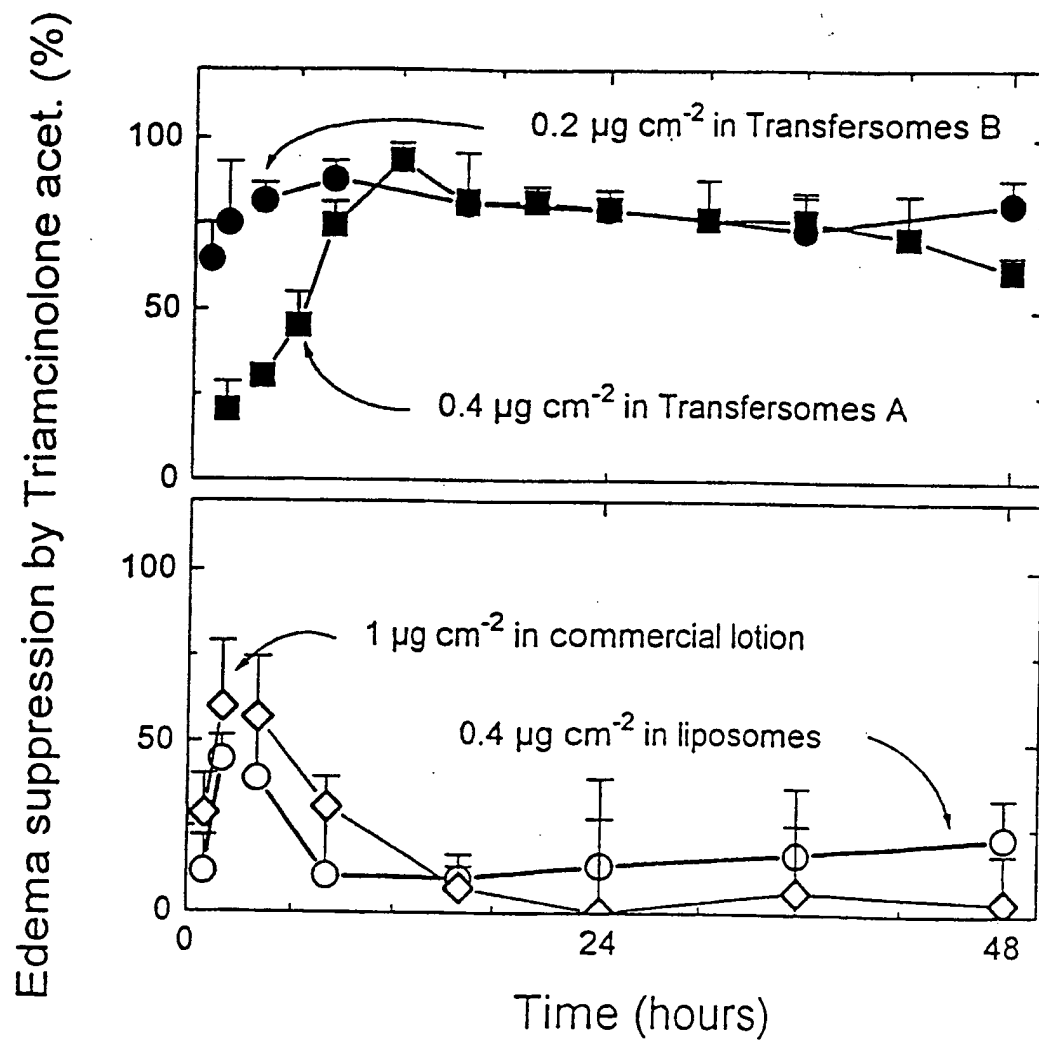 Edema suppression by Triamcinolone acet. (%)
100
50
0
0.2 µg cm-2 in Transfersomes B
0.4 µg cm-2 in Transfersomes A
100
50
0
1 µg cm-2 in commercial lotion
0.4 µg cm-2 in liposomes
0
24
48
Time (hours)